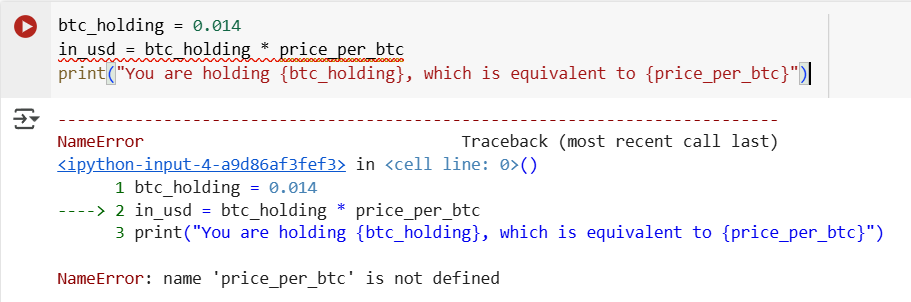 btc_holding = 0.014
in_usd = btc_holding * price_per_btc
print("You are holding {btc_holding}, which is equivalent to {price_per_btc}")
---------------------------------------------------------------------------
NameError                                 Traceback (most recent call last)
<ipython-input-4-a9d86af3fef3> in <cell line: 0>()
      1 btc_holding = 0.014
----> 2 in_usd = btc_holding * price_per_btc
      3 print("You are holding {btc_holding}, which is equivalent to {price_per_btc}")
NameError: name 'price_per_btc' is not defined